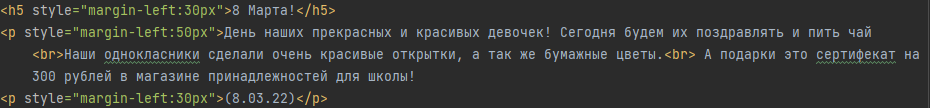 <h5 style="margin-left:30px">8 Марта!</h5>
<p style="margin-left:50px">День наших прекрасных и красивых девочек! Сегодня будем их поздравлять и пить чай
<br>Наши однокласники сделали очень красивые открытки, а так же бумажные цветы.<br> А подарки это сертифекат на
300 рублей в магазине принадлежностей для школы!
<p style="margin-left:30px">(8.03.22)</p>